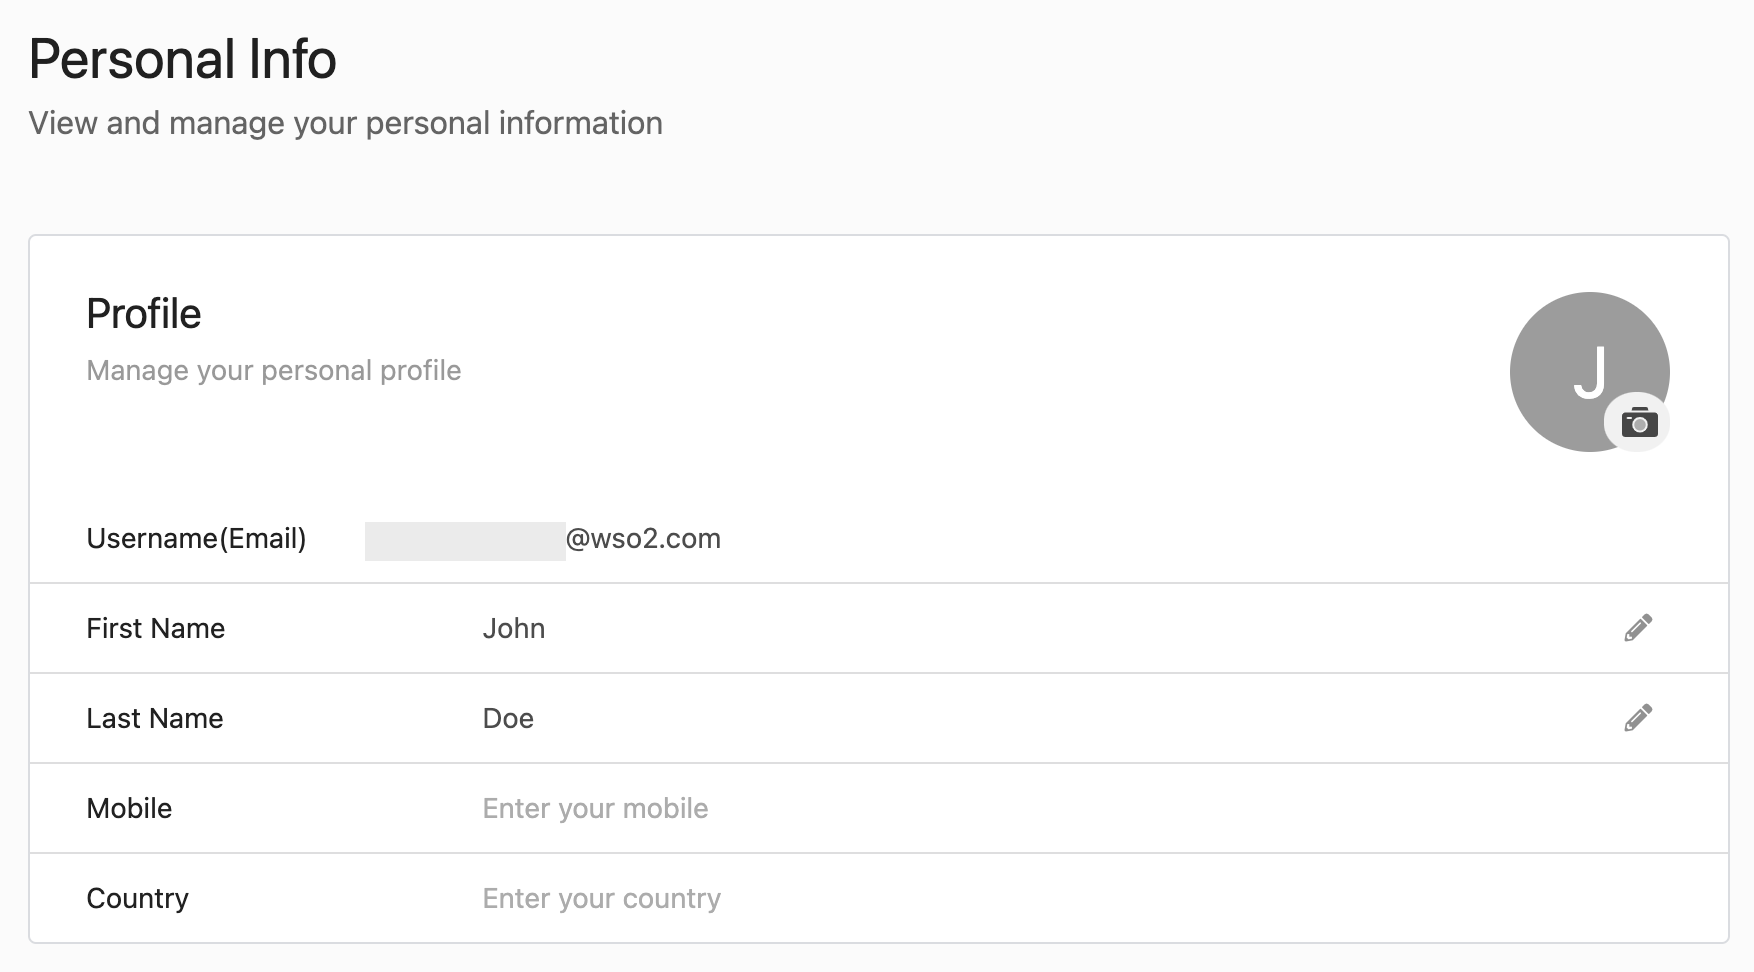 Personal Info
View and manage your personal information
Profile
Manage your personal profile
J
Username(Email) @wso2.com
First Name John
Last Name Doe
Mobile Enter your mobile
Country Enter your country